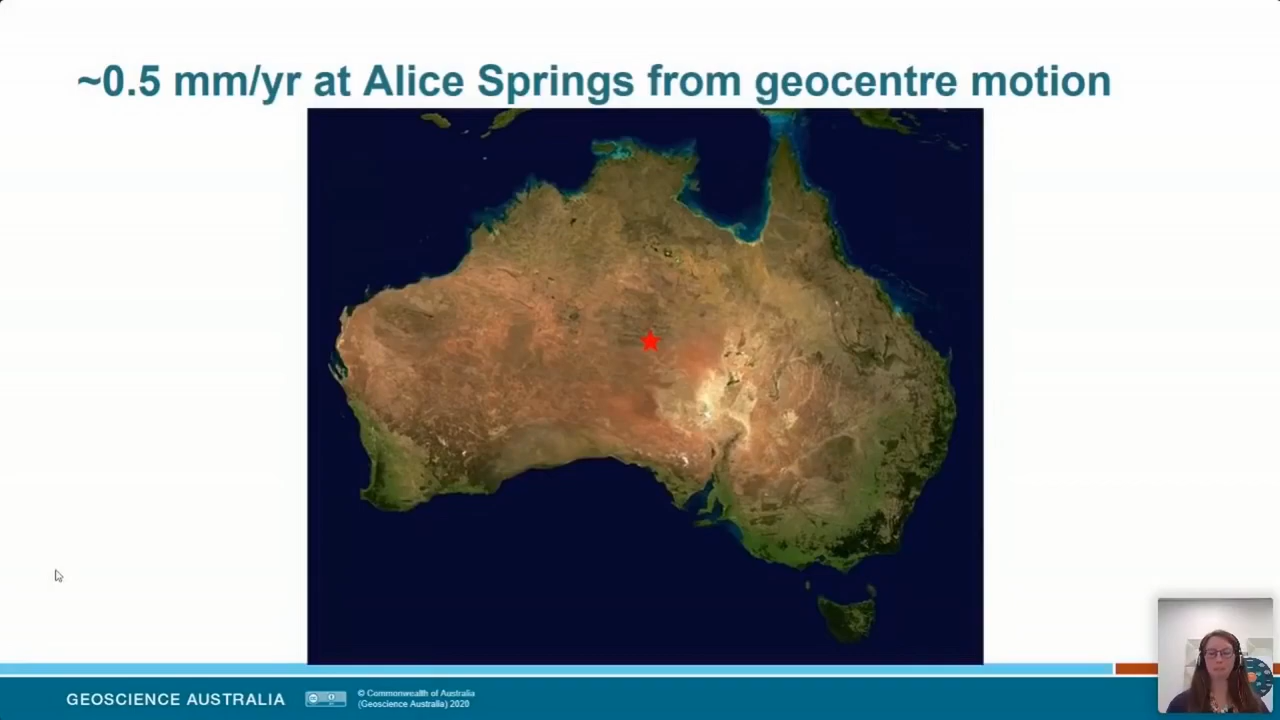 ~0.5 mm/yr at Alice Springs from geocentre motion
GEOSCIENCE AUSTRALIA
© Commonwealth of Australia
(Geoscience Australia) 2020